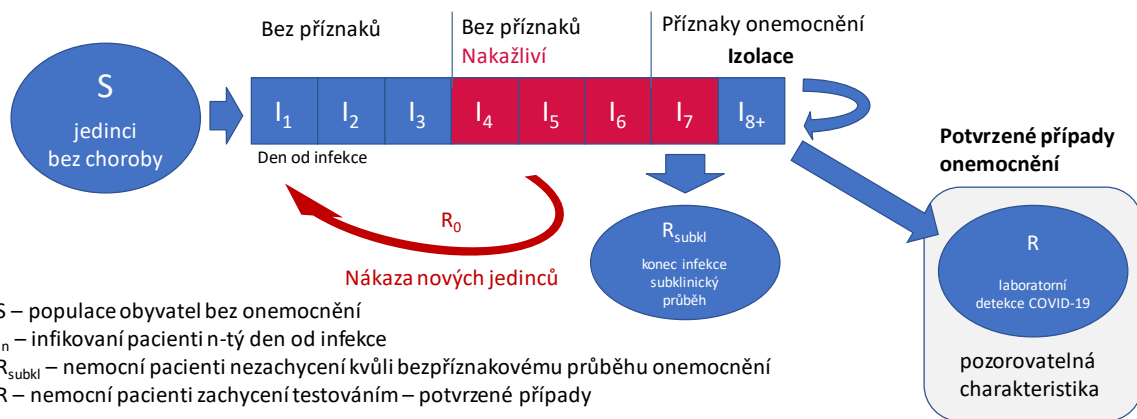 Bez příznaků
Bez příznaků
Nakažliví
Příznaky onemocnění
Izolace
S
jedinci
bez choroby
I1 I2 I3 I4 I5 I6 I7 I8+
Den od infekce
R0
Nákaza nových jedinců
Rsubkl
konec infekce
subklinický
průběh
Potvrzené případy
onemocnění
R
laboratorní
detekce COVID-19
pozorovatelná
charakteristika
S – populace obyvatel bez onemocnění
n – infikovaní pacienti n-tý den od infekce
Rsubkl – nemocní pacienti nezachycení kvůli bezpříznakovému průběhu onemocnění
R – nemocní pacienti zachycení testováním – potvrzené případy